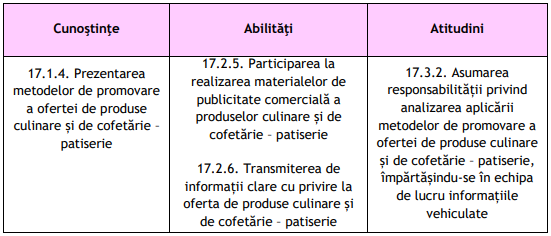 Cunoştinţe
Abilităţi
Atitudini
17.1.4. Prezentarea
metodelor de promovare
a ofertei de produse
culinare și de cofetărie –
patiserie
17.2.5. Participarea la
realizarea materialelor de
publicitate comercială a
produselor culinare și de
cofetărie – patiserie
17.2.6. Transmiterea de
informații clare cu privire la
oferta de produse culinare și
de cofetărie – patiserie
17.3.2. Asumarea
responsabilității privind
analizarea aplicării
metodelor de promovare a
ofertei de produse culinare
și de cofetărie – patiserie,
împărtășindu-se în echipa
de lucru informațiile
vehiculate